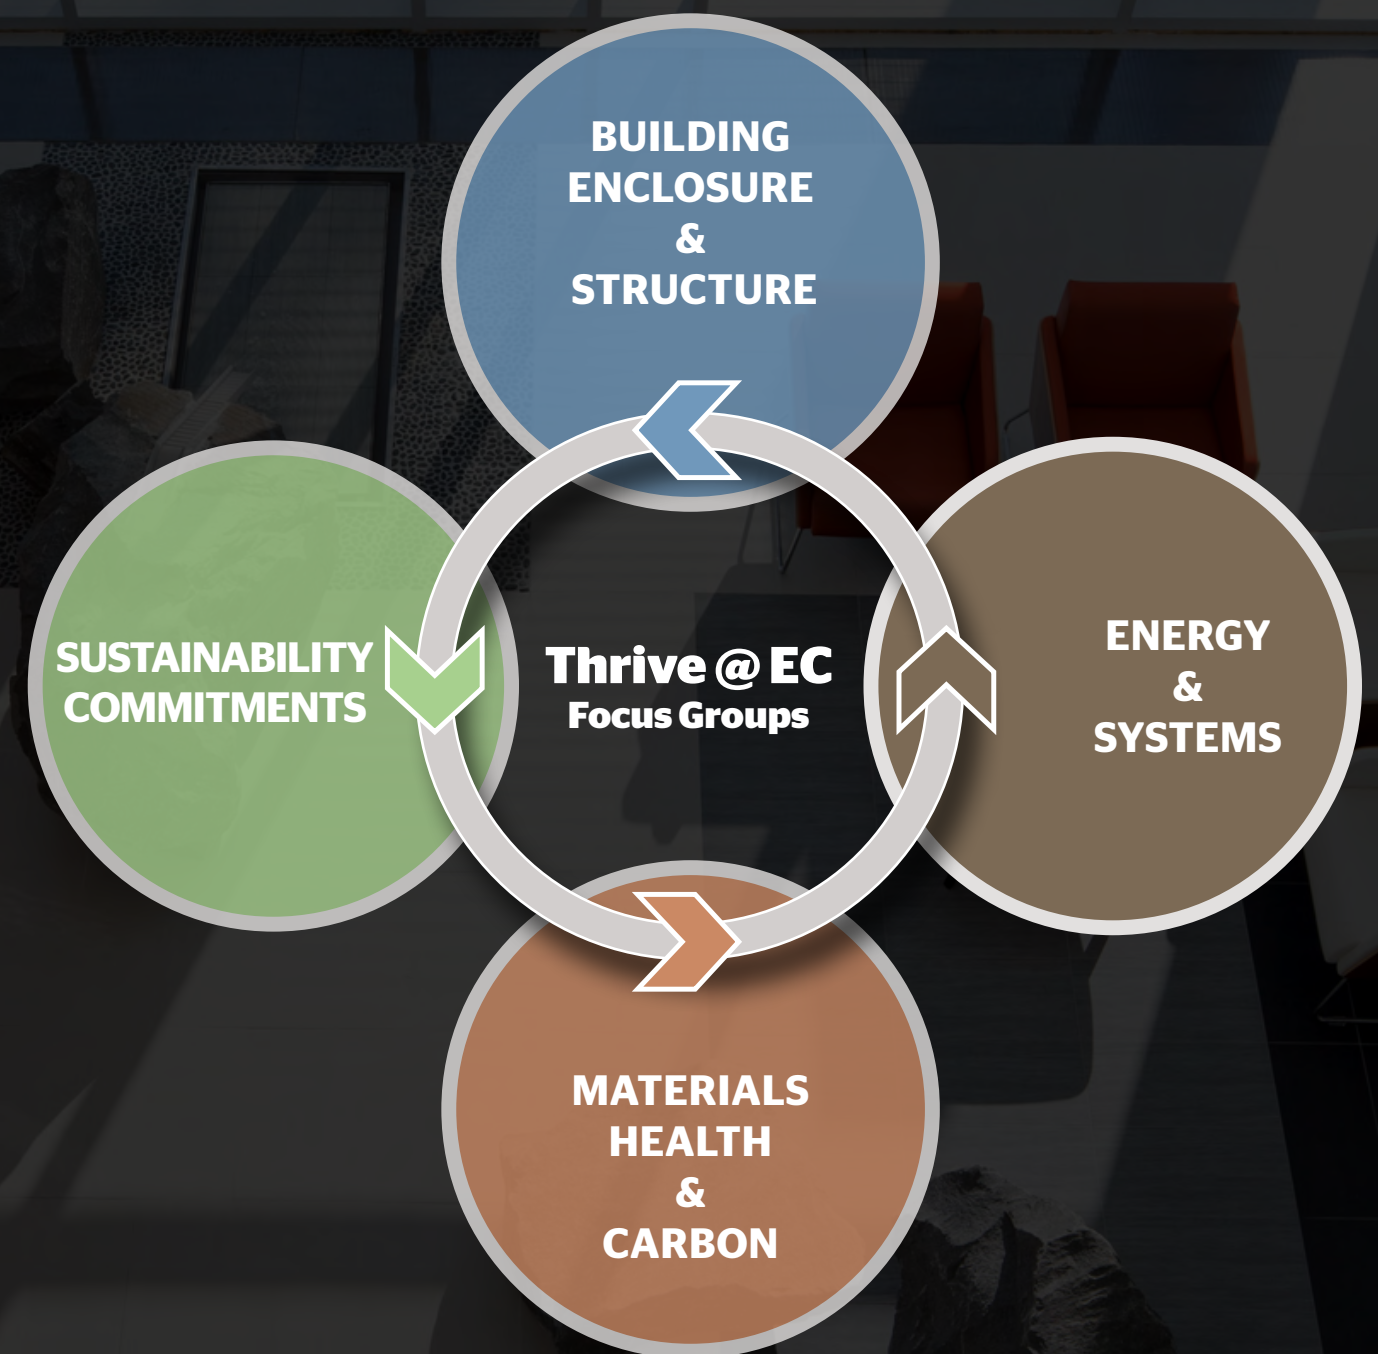 BUILDING
ENCLOSURE
&
STRUCTURE
SUSTAINABILITY
COMMITMENTS
Thrive @ EC
Focus Groups
ENERGY
&
SYSTEMS
MATERIALS
HEALTH
&
CARBON